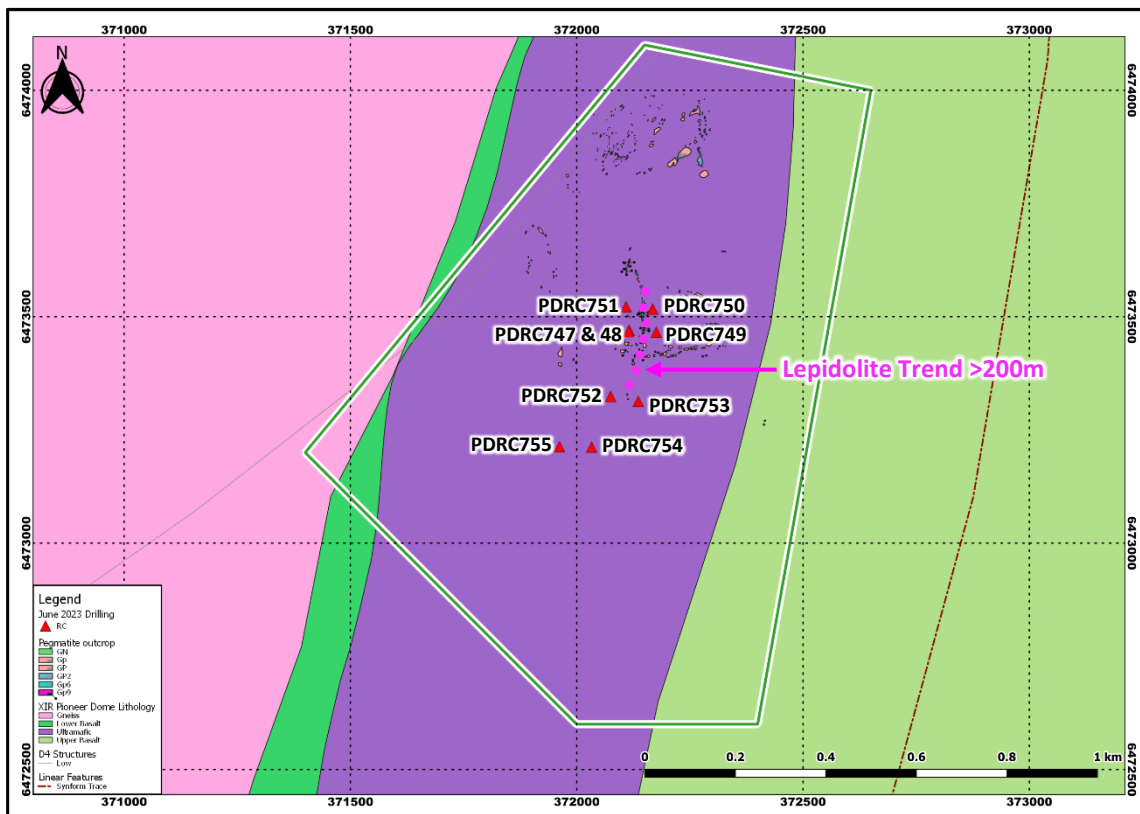 371000
371500
372000
372500
373000
N
6474000
6474000
PDRC751
PDRC750
6473500
6473500
PDRC747 & 48
PDRC749
Lepidolite Trend >200m
PDRC752
PDRC753
PDRC755
PDRC754
6473000
6473000
Legend
June 2023 Drilling
RC
Pegmatite outcrop
GN
Gp
GP
GP2
Gp6
Gp9
XIR Pioneer Dome Lithology
Gneiss
Lower Basalt
Ultramafic
Upper Basalt
D4 Structures
Low
Linear Features
Synform Trace
0
0.2
0.4
0.6
0.8
1 km
6472500
6472500
371000
371500
372000
372500
373000